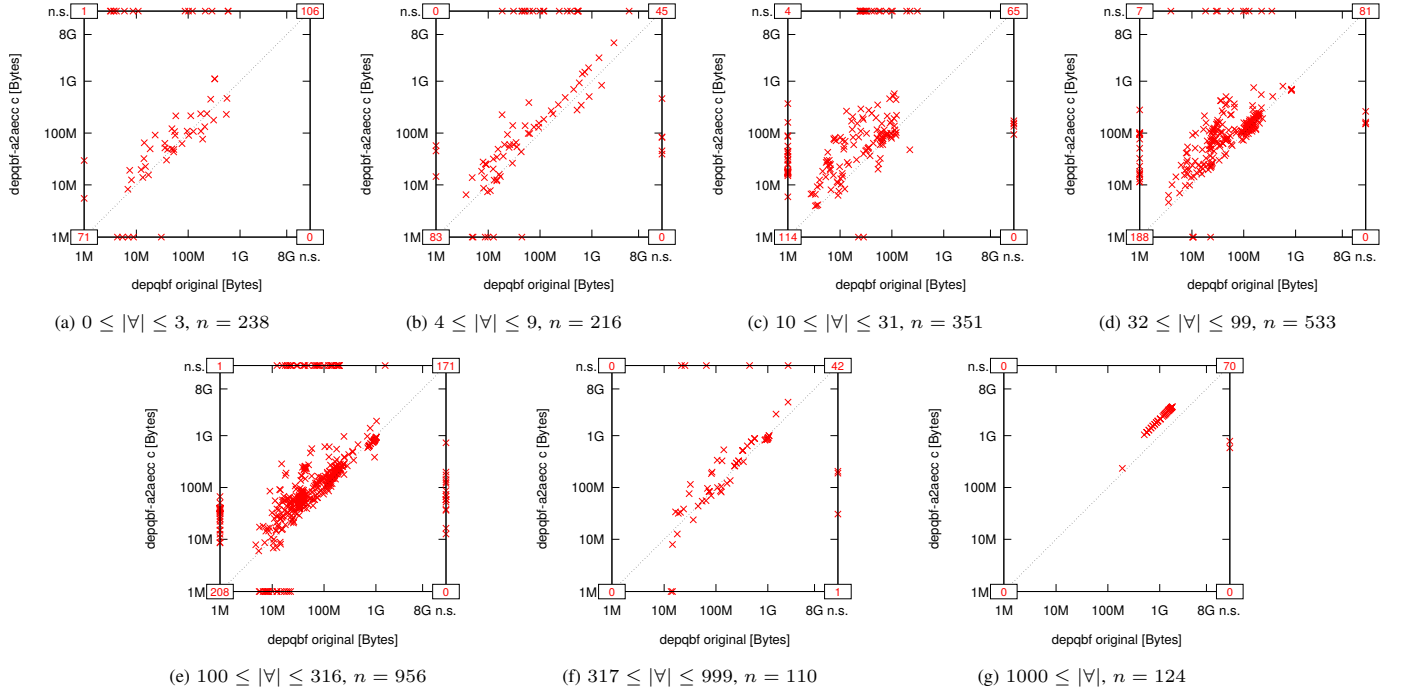 n.s.
8G
1G
100M
10M
1M
1
106
71
0
1M 10M 100M 1G 8G n.s.
depqbf-a2aecc c [Bytes]
depqbf original [Bytes]
(a) 0 ≤ |∀| ≤ 3, n = 238
n.s.
8G
1G
100M
10M
1M
0
45
83
0
1M 10M 100M 1G 8G n.s.
depqbf-a2aecc c [Bytes]
depqbf original [Bytes]
(b) 4 ≤ |∀| ≤ 9, n = 216
n.s.
8G
1G
100M
10M
1M
4
65
114
0
1M 10M 100M 1G 8G n.s.
depqbf-a2aecc c [Bytes]
depqbf original [Bytes]
(c) 10 ≤ |∀| ≤ 31, n = 351
n.s.
8G
1G
100M
10M
1M
7
81
188
0
1M 10M 100M 1G 8G n.s.
depqbf-a2aecc c [Bytes]
depqbf original [Bytes]
(d) 32 ≤ |∀| ≤ 99, n = 533
n.s.
8G
1G
100M
10M
1M
1
171
208
0
1M 10M 100M 1G 8G n.s.
depqbf-a2aecc c [Bytes]
depqbf original [Bytes]
(e) 100 ≤ |∀| ≤ 316, n = 956
n.s.
8G
1G
100M
10M
1M
0
42
0
1
1M 10M 100M 1G 8G n.s.
depqbf-a2aecc c [Bytes]
depqbf original [Bytes]
(f) 317 ≤ |∀| ≤ 999, n = 110
n.s.
8G
1G
100M
10M
1M
0
70
0
0
1M 10M 100M 1G 8G n.s.
depqbf-a2aecc c [Bytes]
depqbf original [Bytes]
(g) 1000 ≤ |∀|, n = 124